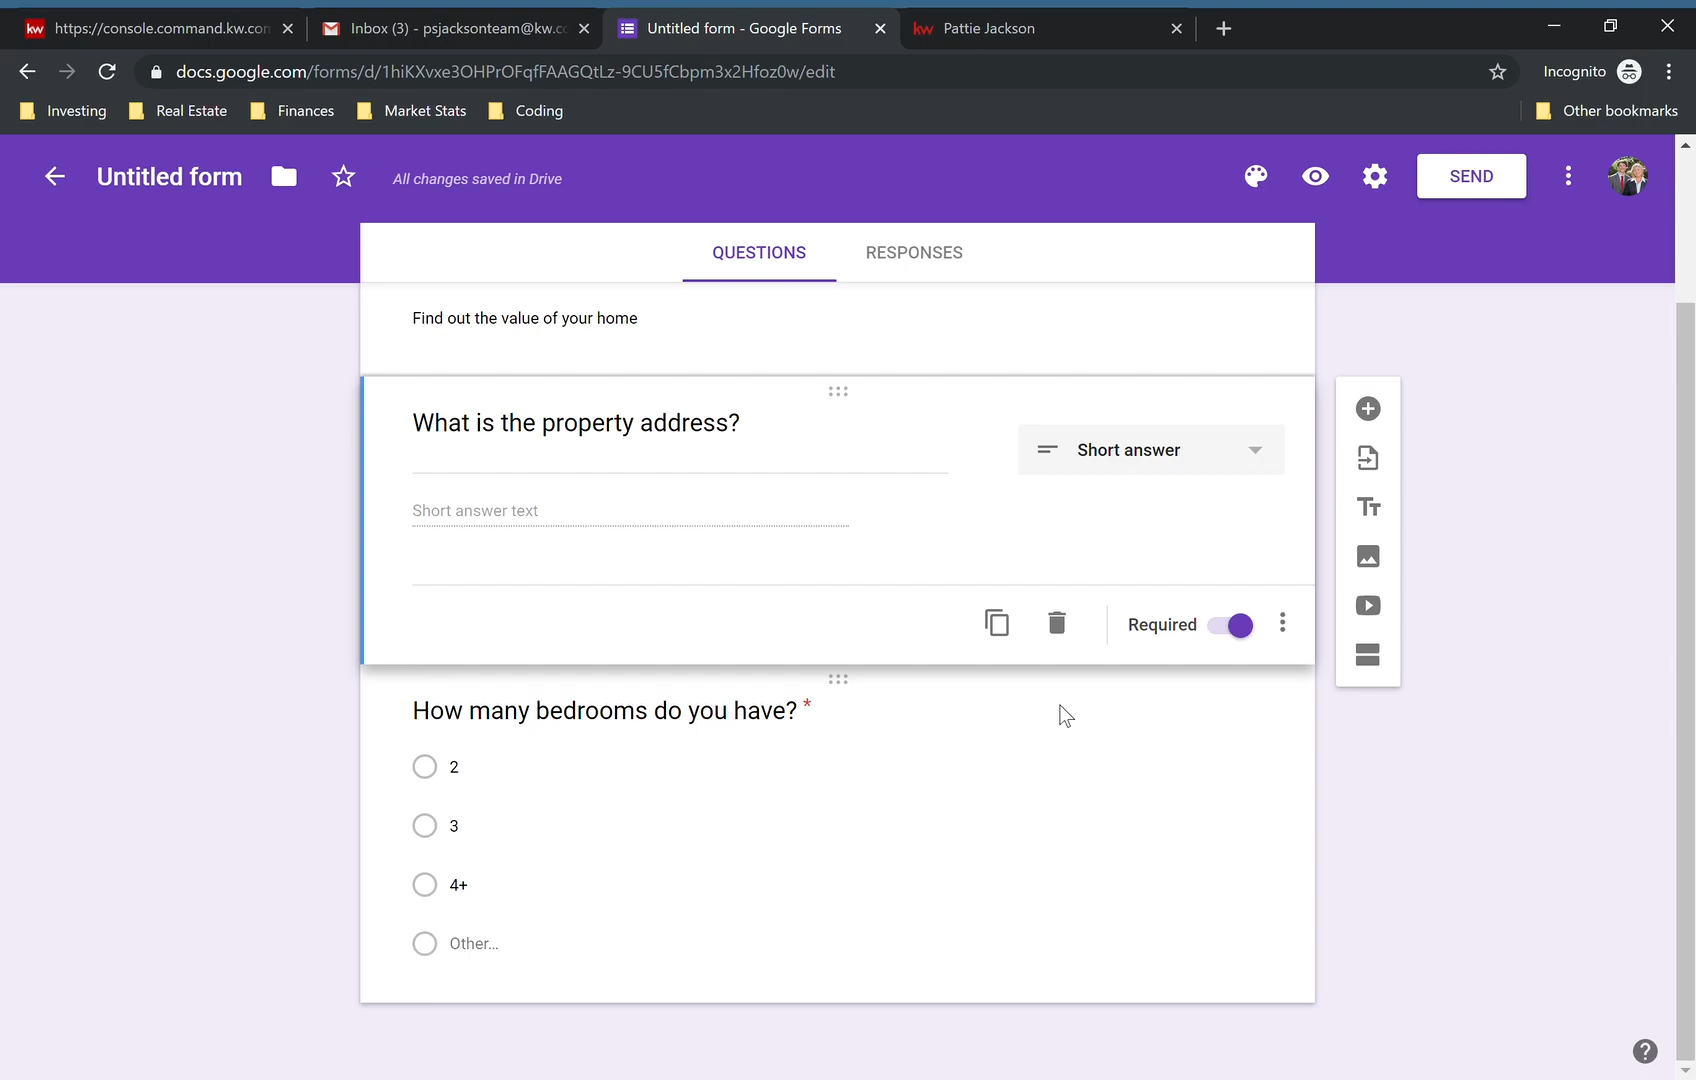 kw https://console.command.kw.con
Inbox (3) - psjacksonteam@kw.cc
Untitled form - Google Forms
kw Pattie Jackson
docs.google.com/forms/d/1hiKXvxe3OHPrOFqfFAAGQtLz-9CU5fCbpm3x2Hfoz0w/edit
Incognito
Investing
Real Estate
Finances
Market Stats
Coding
Other bookmarks
Untitled form
All changes saved in Drive
SEND
QUESTIONS
RESPONSES
Find out the value of your home
What is the property address?
Short answer
Short answer text
Required
How many bedrooms do you have? *
2
3
4+
Other...